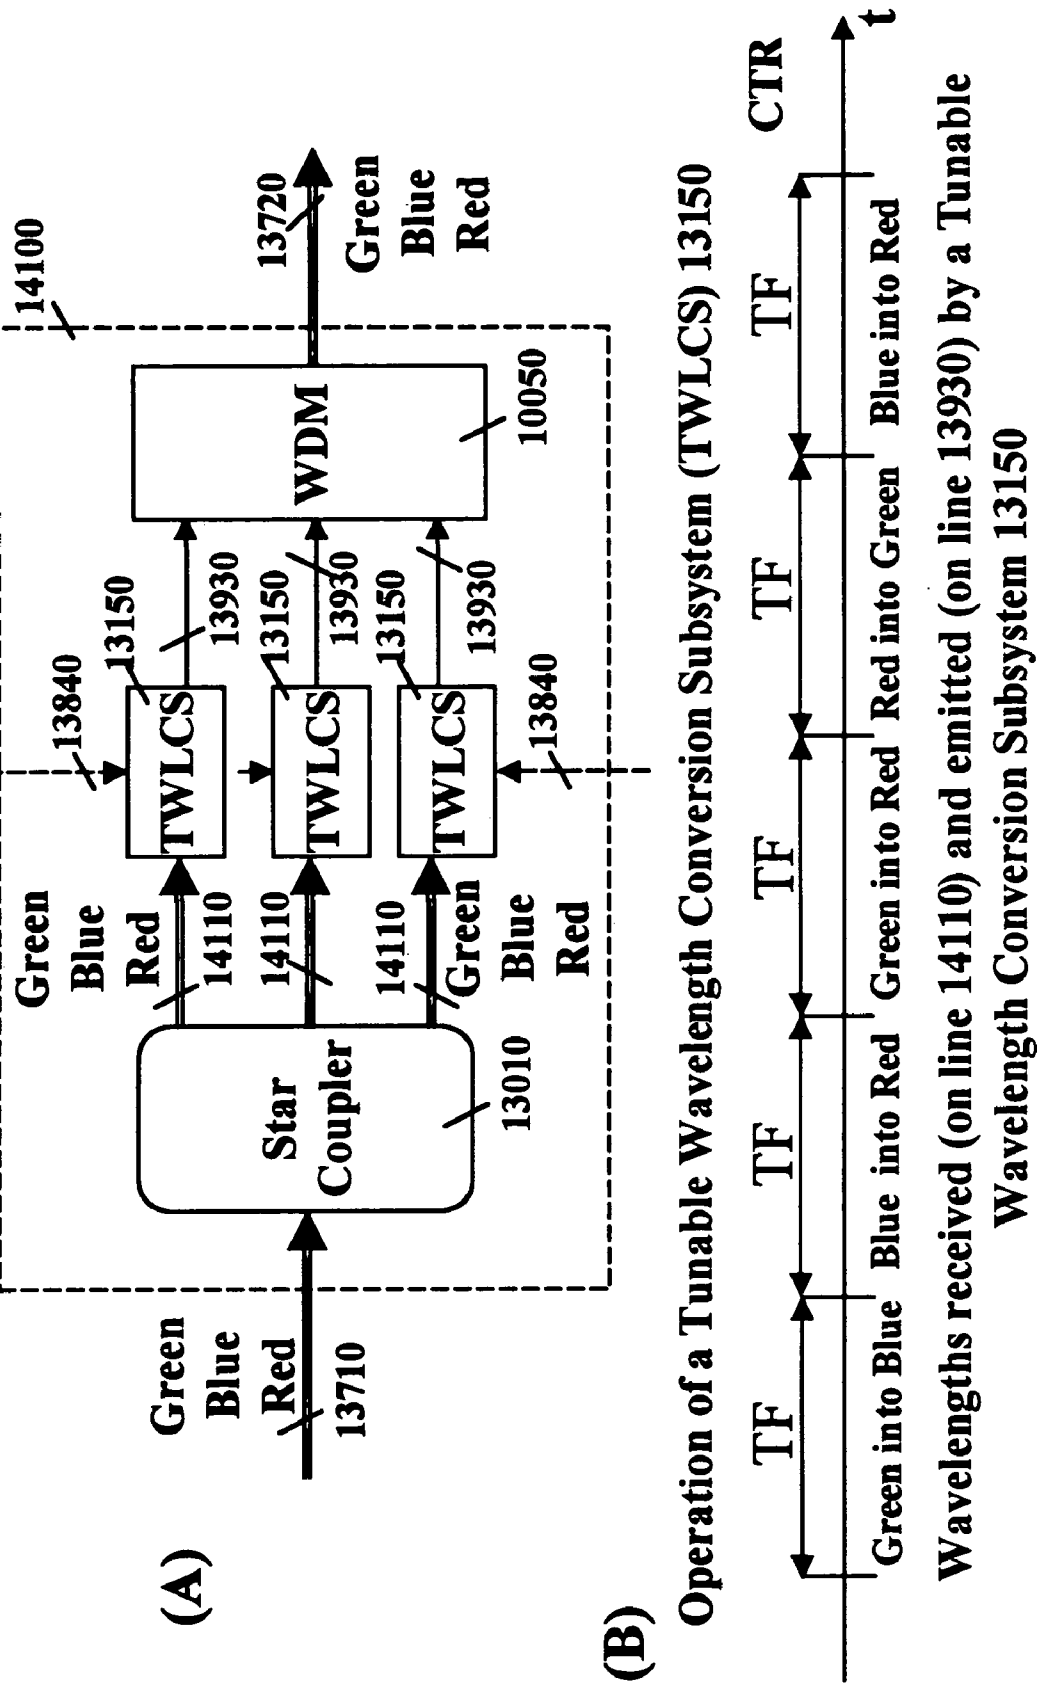 (A)
14100
13840
Green
Blue
Red
13710
Star
Coupler
13010
Green
Blue
Red
14110
14110
14110
Green
Blue
Red
TWLCS
13150
TWLCS
13150
TWLCS
13150
13840
13930
13930
13930
WDM
10050
13720
Green
Blue
Red
(B)
Operation of a Tunable Wavelength Conversion Subsystem (TWLCS) 13150
TF
TF
TF
TF
TF
CTR
t
Green into Blue
Blue into Red
Green into Red
Red into Green
Blue into Red
Wavelengths received (on line 14110) and emitted (on line 13930) by a Tunable
Wavelength Conversion Subsystem 13150